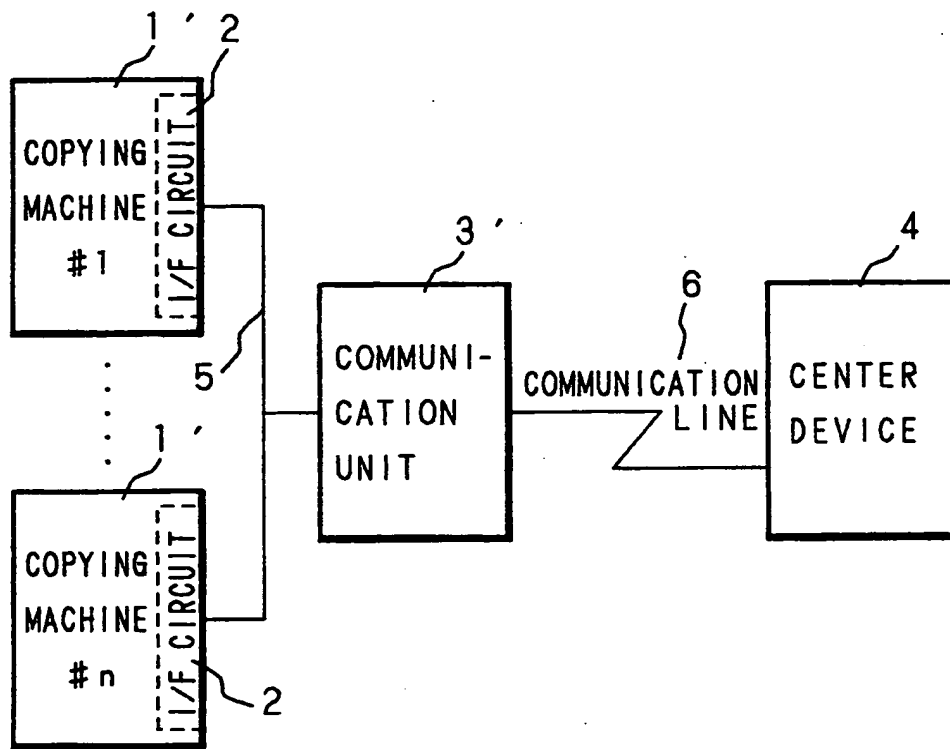 1'
2
COPYING
MACHINE
#1
I/F CIRCUIT
5
3'
COMMUNI-
CATION
UNIT
6
COMMUNICATION
LINE
4
CENTER
DEVICE
1'
COPYING
MACHINE
#n
I/F CIRCUIT
2